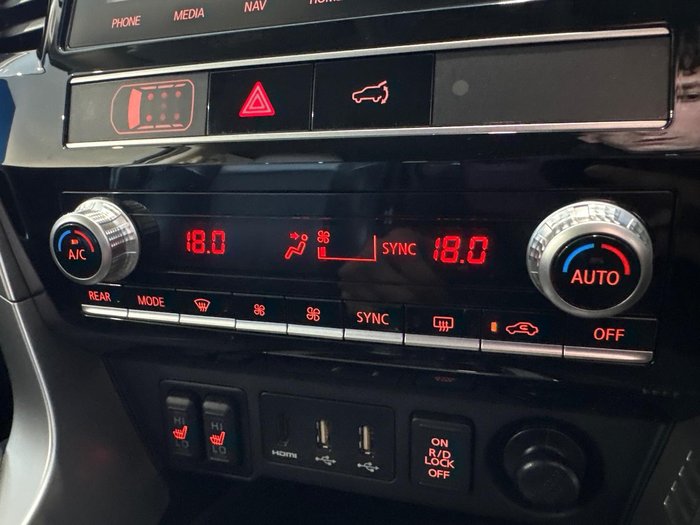 PHONE MEDIA NAV
A/C 18.0 SYNC 18.0 AUTO
REAR MODE SYNC OFF
HI HI
LO LO
HDMI
ON
R/D
LOCK
OFF